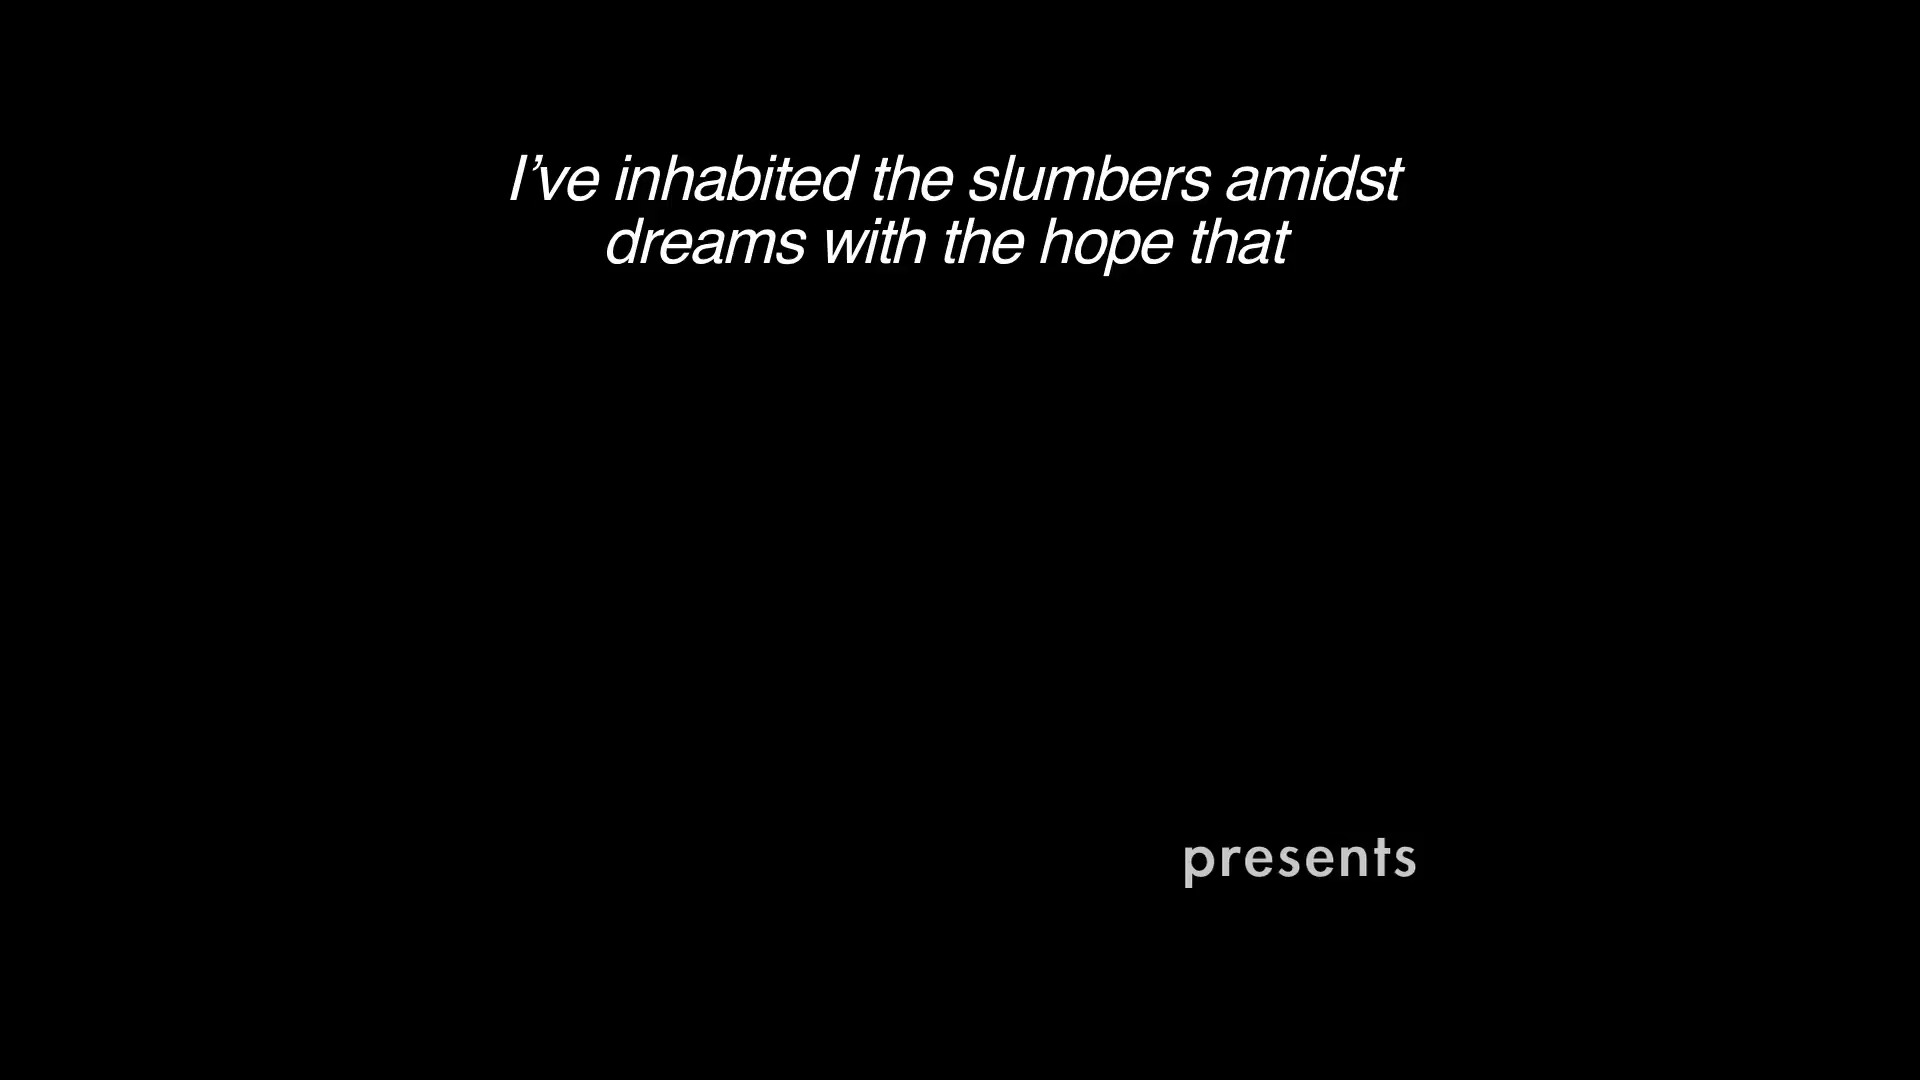 I've inhabited the slumbers amidst
dreams with the hope that
presents